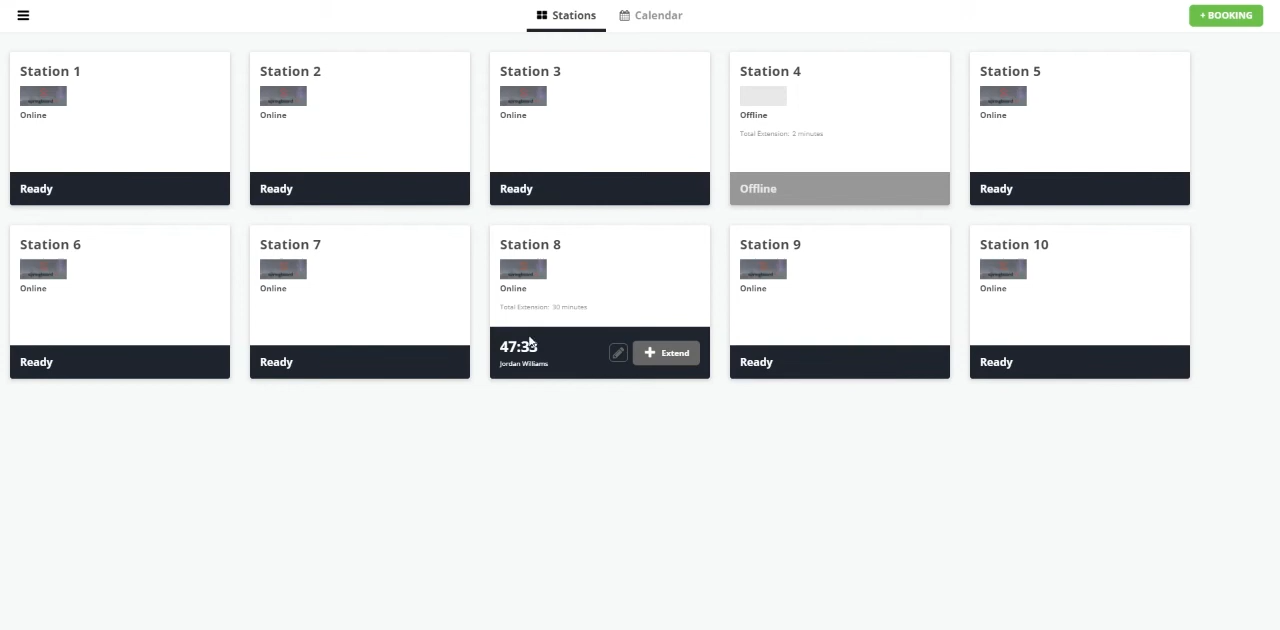 Stations
Calendar
+ BOOKING
Station 1
Online
Ready
Station 2
Online
Ready
Station 3
Online
Ready
Station 4
Offline
Total Extension: 2 minutes
Offline
Station 5
Online
Ready
Station 6
Online
Ready
Station 7
Online
Ready
Station 8
Online
Total Extension: 30 minutes
47:33
Jordan Williams
Extend
Station 9
Online
Ready
Station 10
Online
Ready